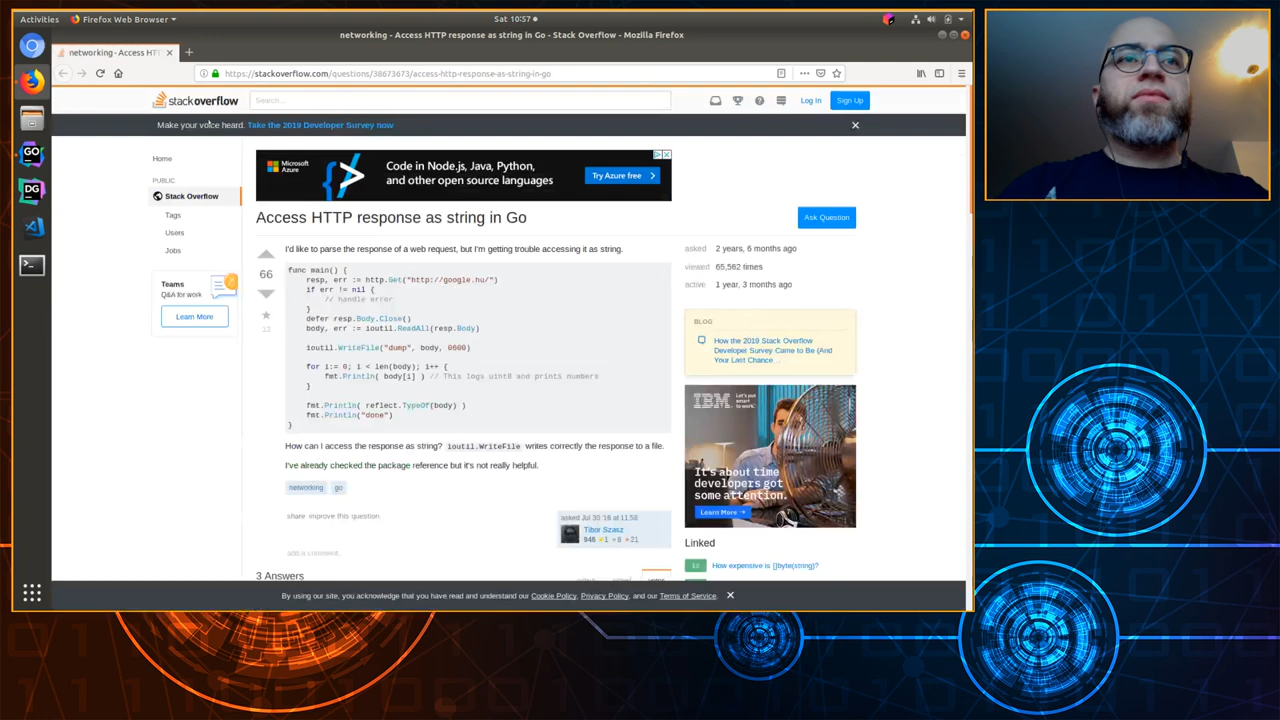 Activities
Firefox Web Browser
Sat 10:57
networking - Access HTTP response as string in Go - Stack Overflow - Mozilla Firefox
networking - Access HT
https://stackoverflow.com/questions/38673673/access-http-response-as-string-in-go
stackoverflow
Search...
Log In
Sign Up
Make your voice heard. Take the 2019 Developer Survey now
Home
PUBLIC
Stack Overflow
Tags
Users
Jobs
Teams
Q&A for work
Learn More
Microsoft
Azure
Code in Node.js, Java, Python,
and other open source languages
Try Azure free
Access HTTP response as string in Go
Ask Question
66
12
I'd like to parse the response of a web request, but I'm getting trouble accessing it as string.
func main() {
resp, err := http.Get("http://google.hu/")
if err != nil {
// handle error
}
defer resp.Body.Close()
body, err := ioutil.ReadAll(resp.Body)
ioutil.WriteFile("dump", body, 0600)
for i:= 0; i < len(body); i++ {
fmt.Println( body[i] ) // This logs uint8 and prints numbers
}
fmt.Println( reflect.TypeOf(body) )
fmt.Println("done")
}
How can I access the response as string? ioutil.WriteFile writes correctly the response to a file.
I've already checked the package reference but it's not really helpful.
networking
go
share improve this question
asked Jul 30 '16 at 11:58
Tibor Szasz
946 1 8 21
add a comment
3 Answers
votes
asked 2 years, 6 months ago
viewed 65,562 times
active 1 year, 3 months ago
BLOG
How the 2019 Stack Overflow
Developer Survey Came to Be (And
Your Last Chance…
IBM
Let's put
smart
to work.
It's about time
developers got
some attention.
Learn More →
Linked
How expensive is []byte(string)?
By using our site, you acknowledge that you have read and understand our Cookie Policy, Privacy Policy, and our Terms of Service.
GO
DG